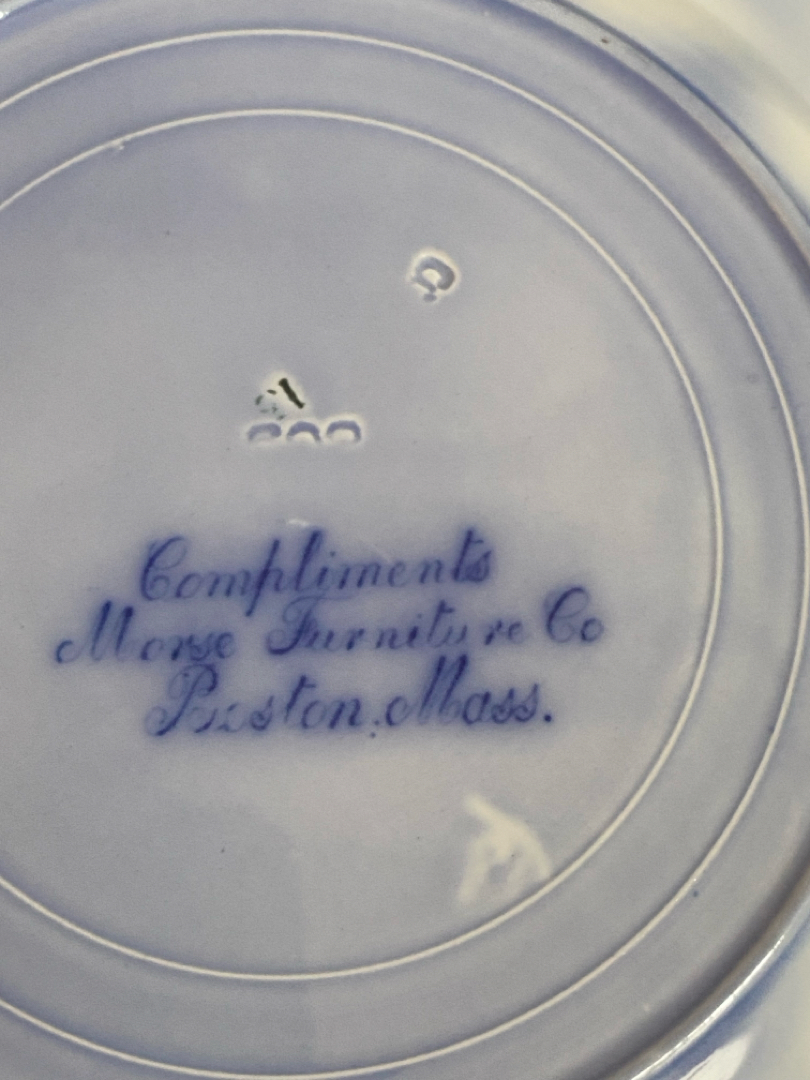 Compliments
Morse Furniture Co
Boston. Mass.